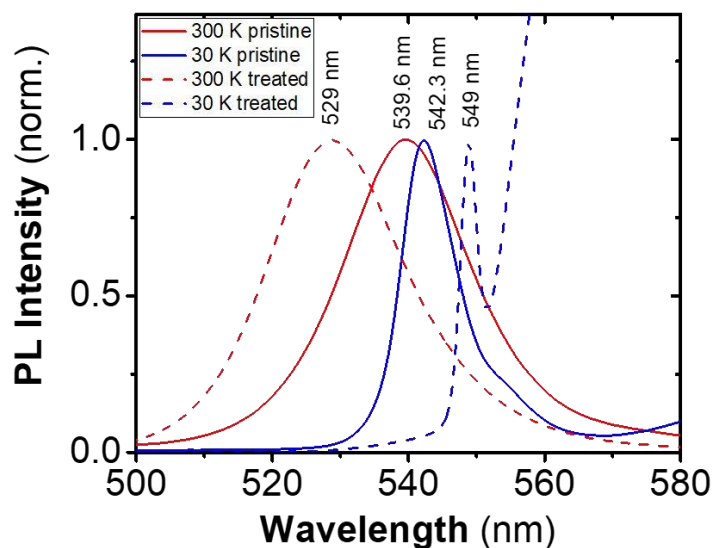 300 K pristine
30 K pristine
300 K treated
30 K treated
529 nm
539.6 nm
542.3 nm
549 nm
PL Intensity (norm.)
1.0
0.5
0.0
500
520
540
560
580
Wavelength (nm)